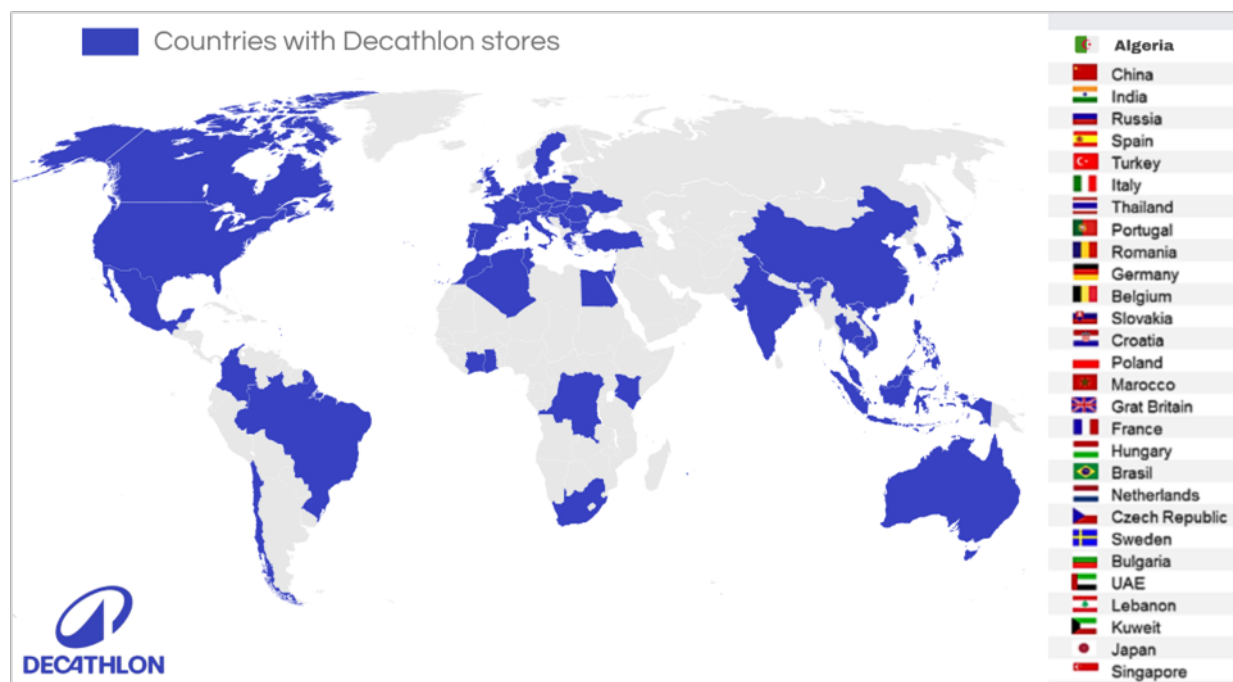 Countries with Decathlon stores
DECATHLON
Algeria
China
India
Russia
Spain
Turkey
Italy
Thailand
Portugal
Romania
Germany
Belgium
Slovakia
Croatia
Poland
Marocco
Grat Britain
France
Hungary
Brasil
Netherlands
Czech Republic
Sweden
Bulgaria
UAE
Lebanon
Kuweit
Japan
Singapore